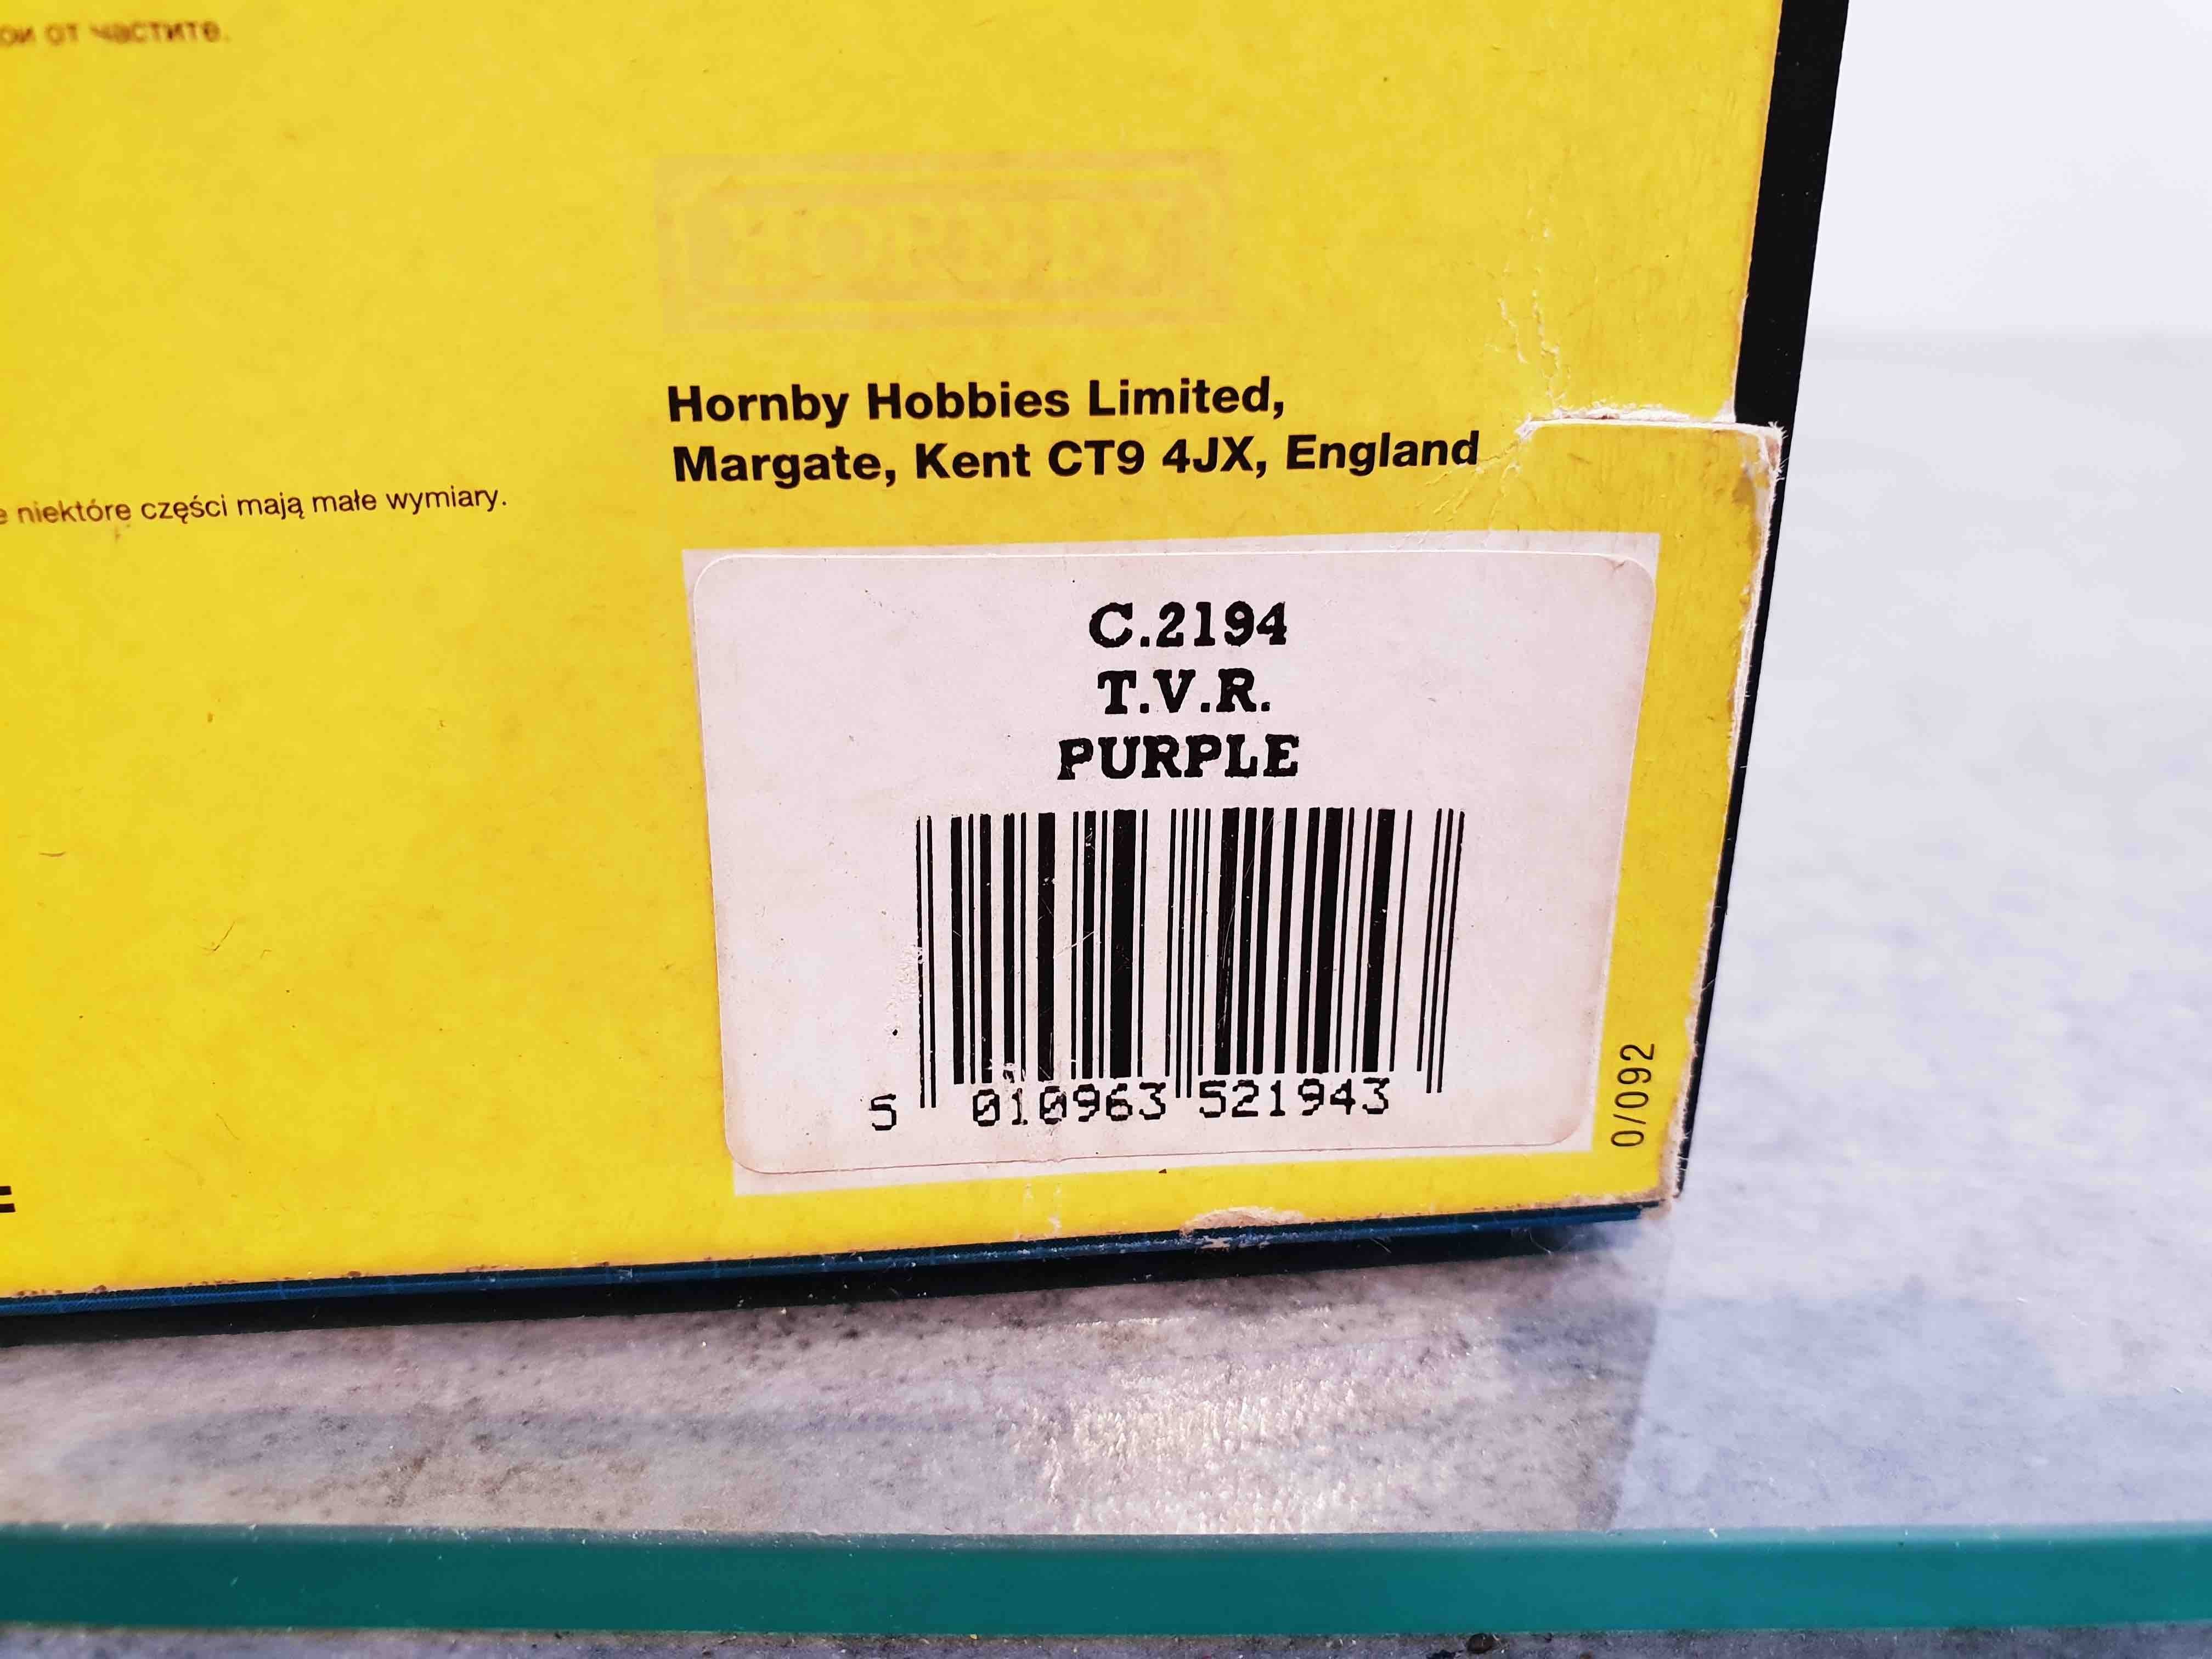 от частите.
HORNBY
Hornby Hobbies Limited,
Margate, Kent CT9 4JX, England
niektóre części mają małe wymiary.
C.2194
T.V.R.
PURPLE
5 010963 521943
0/092